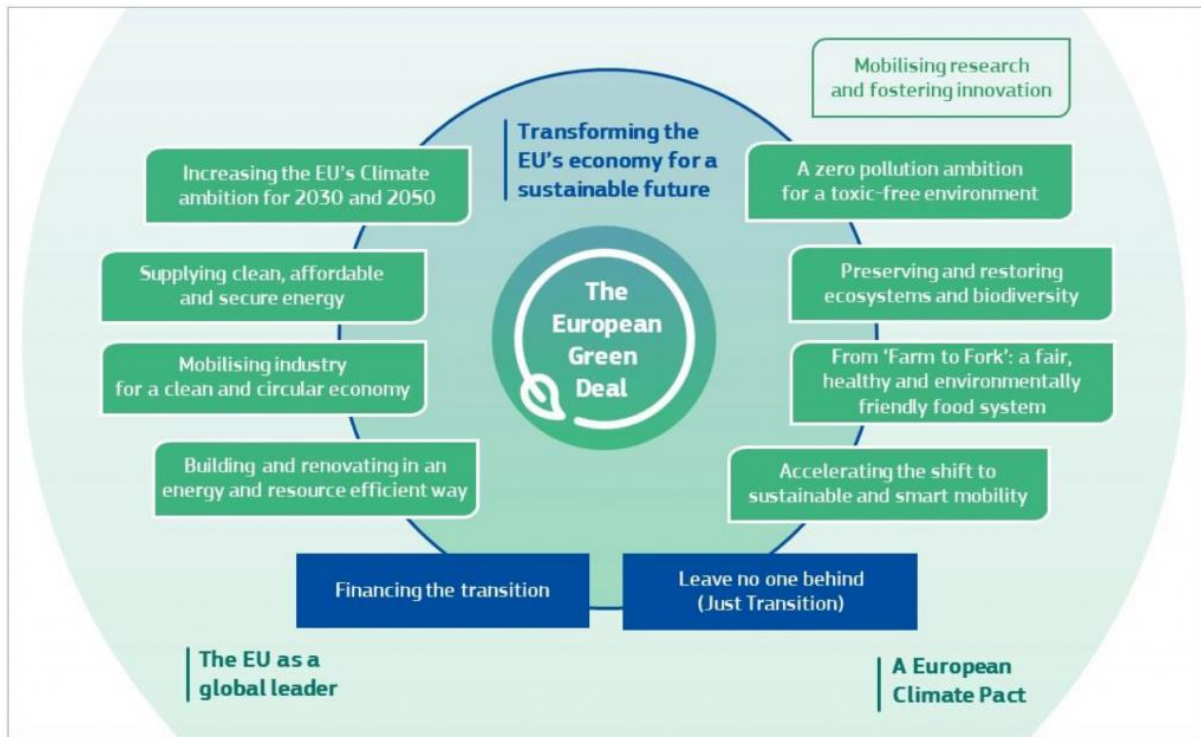 Mobilising research
and fostering innovation
Transforming the
EU's economy for a
sustainable future
Increasing the EU's Climate
ambition for 2030 and 2050
A zero pollution ambition
for a toxic-free environment
Supplying clean, affordable
and secure energy
The
European
Green
Deal
Preserving and restoring
ecosystems and biodiversity
Mobilising industry
for a clean and circular economy
From ‘Farm to Fork’: a fair,
healthy and environmentally
friendly food system
Building and renovating in an
energy and resource efficient way
Accelerating the shift to
sustainable and smart mobility
Financing the transition
Leave no one behind
(Just Transition)
The EU as a
global leader
A European
Climate Pact